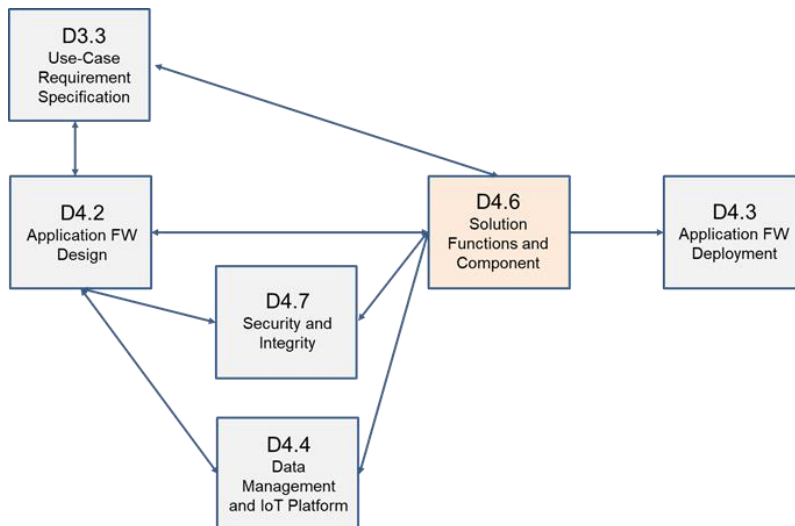 D3.3
Use-Case
Requirement
Specification
D4.2
Application FW
Design
D4.6
Solution
Functions and
Component
D4.3
Application FW
Deployment
D4.7
Security and
Integrity
D4.4
Data
Management
and IoT Platform